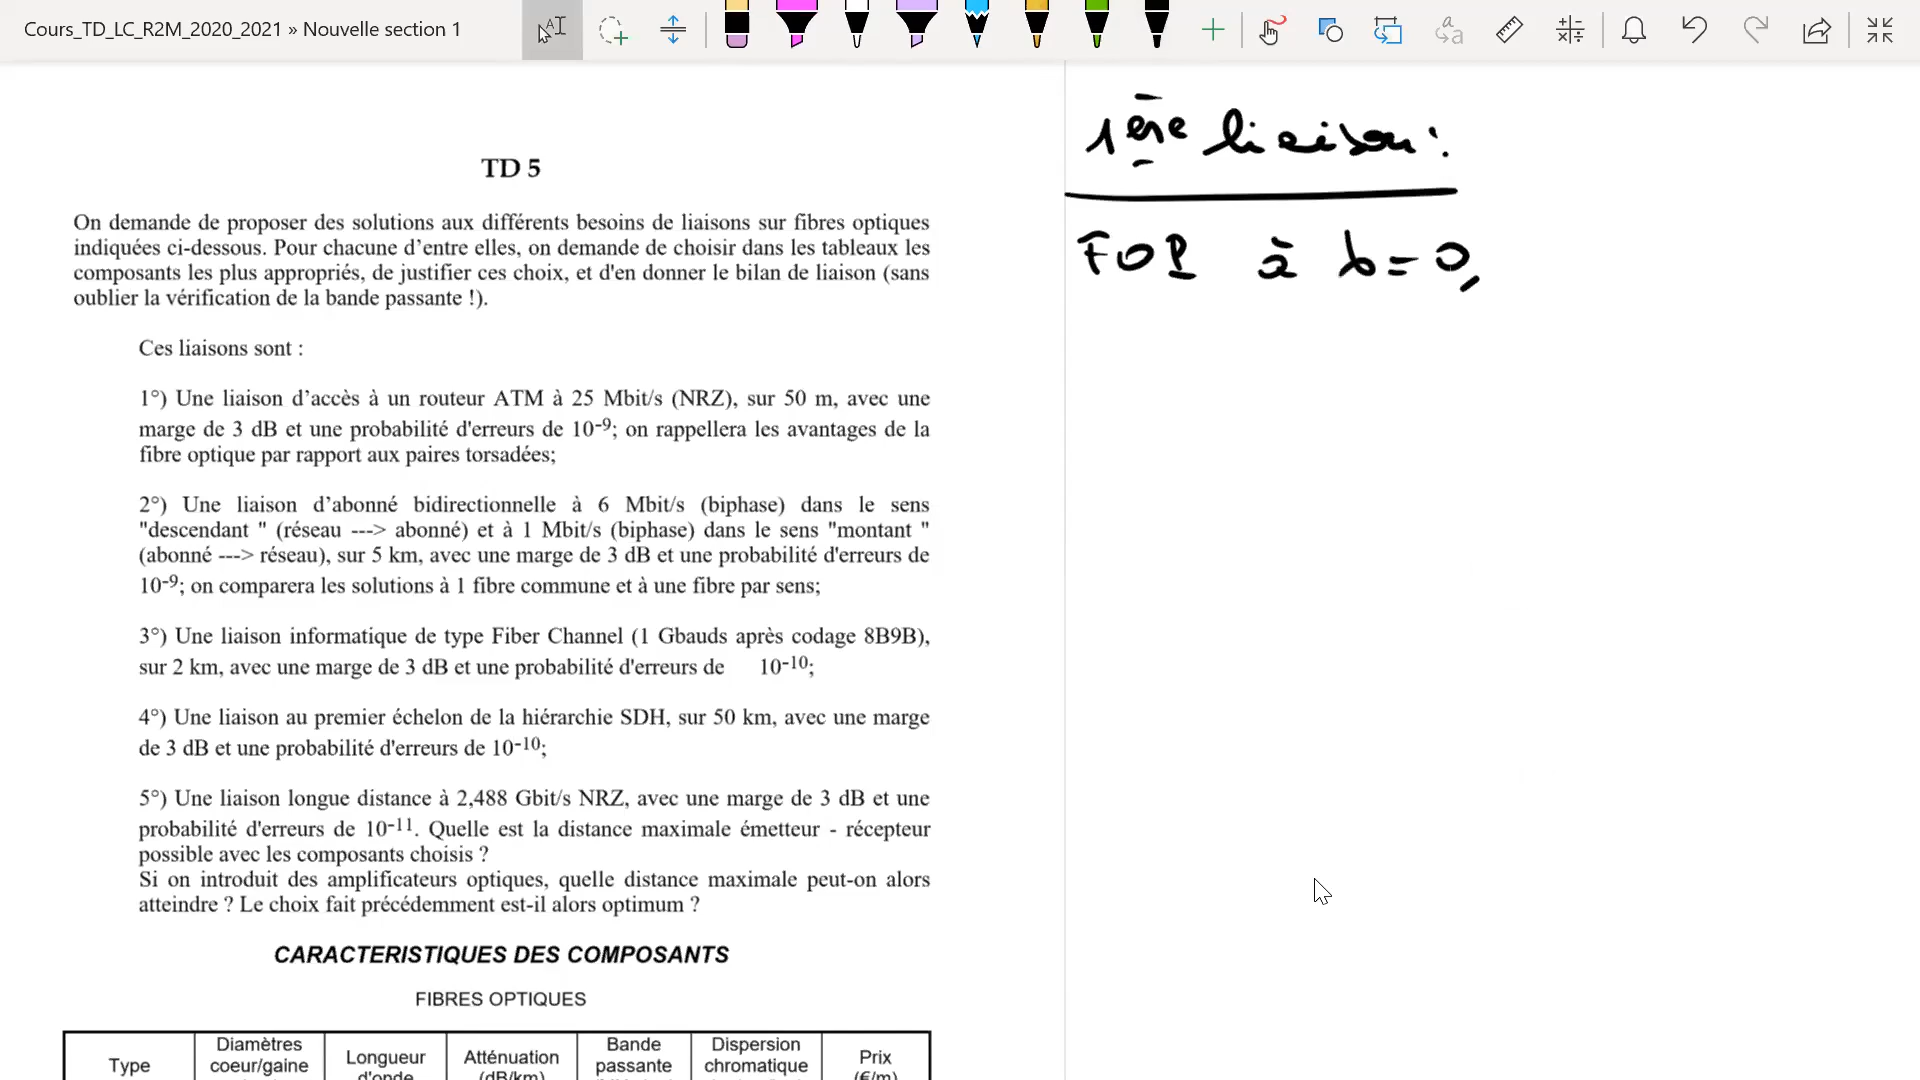 Cours_TD_LC_R2M_2020_2021 » Nouvelle section 1
TD 5
On demande de proposer des solutions aux différents besoins de liaisons sur fibres optiques
indiquées ci-dessous. Pour chacune d’entre elles, on demande de choisir dans les tableaux les
composants les plus appropriés, de justifier ces choix, et d'en donner le bilan de liaison (sans
oublier la vérification de la bande passante !).
Ces liaisons sont :
1°) Une liaison d’accès à un routeur ATM à 25 Mbit/s (NRZ), sur 50 m, avec une
marge de 3 dB et une probabilité d'erreurs de 10-9; on rappellera les avantages de la
fibre optique par rapport aux paires torsadées;
2°) Une liaison d’abonné bidirectionnelle à 6 Mbit/s (biphase) dans le sens
"descendant " (réseau ---> abonné) et à 1 Mbit/s (biphase) dans le sens "montant "
(abonné ---> réseau), sur 5 km, avec une marge de 3 dB et une probabilité d'erreurs de
10-9; on comparera les solutions à 1 fibre commune et à une fibre par sens;
3°) Une liaison informatique de type Fiber Channel (1 Gbauds après codage 8B9B),
sur 2 km, avec une marge de 3 dB et une probabilité d'erreurs de 10-10;
4°) Une liaison au premier échelon de la hiérarchie SDH, sur 50 km, avec une marge
de 3 dB et une probabilité d'erreurs de 10-10;
5°) Une liaison longue distance à 2,488 Gbit/s NRZ, avec une marge de 3 dB et une
probabilité d'erreurs de 10-11. Quelle est la distance maximale émetteur - récepteur
possible avec les composants choisis ?
Si on introduit des amplificateurs optiques, quelle distance maximale peut-on alors
atteindre ? Le choix fait précédemment est-il alors optimum ?
CARACTERISTIQUES DES COMPOSANTS
FIBRES OPTIQUES
Type
Diamètres
coeur/gaine
Longueur
d'onde
Atténuation
(dB/km)
Bande
passante
Dispersion
chromatique
Prix
(€/m)
1ère liaison :
FOP à b = 0,